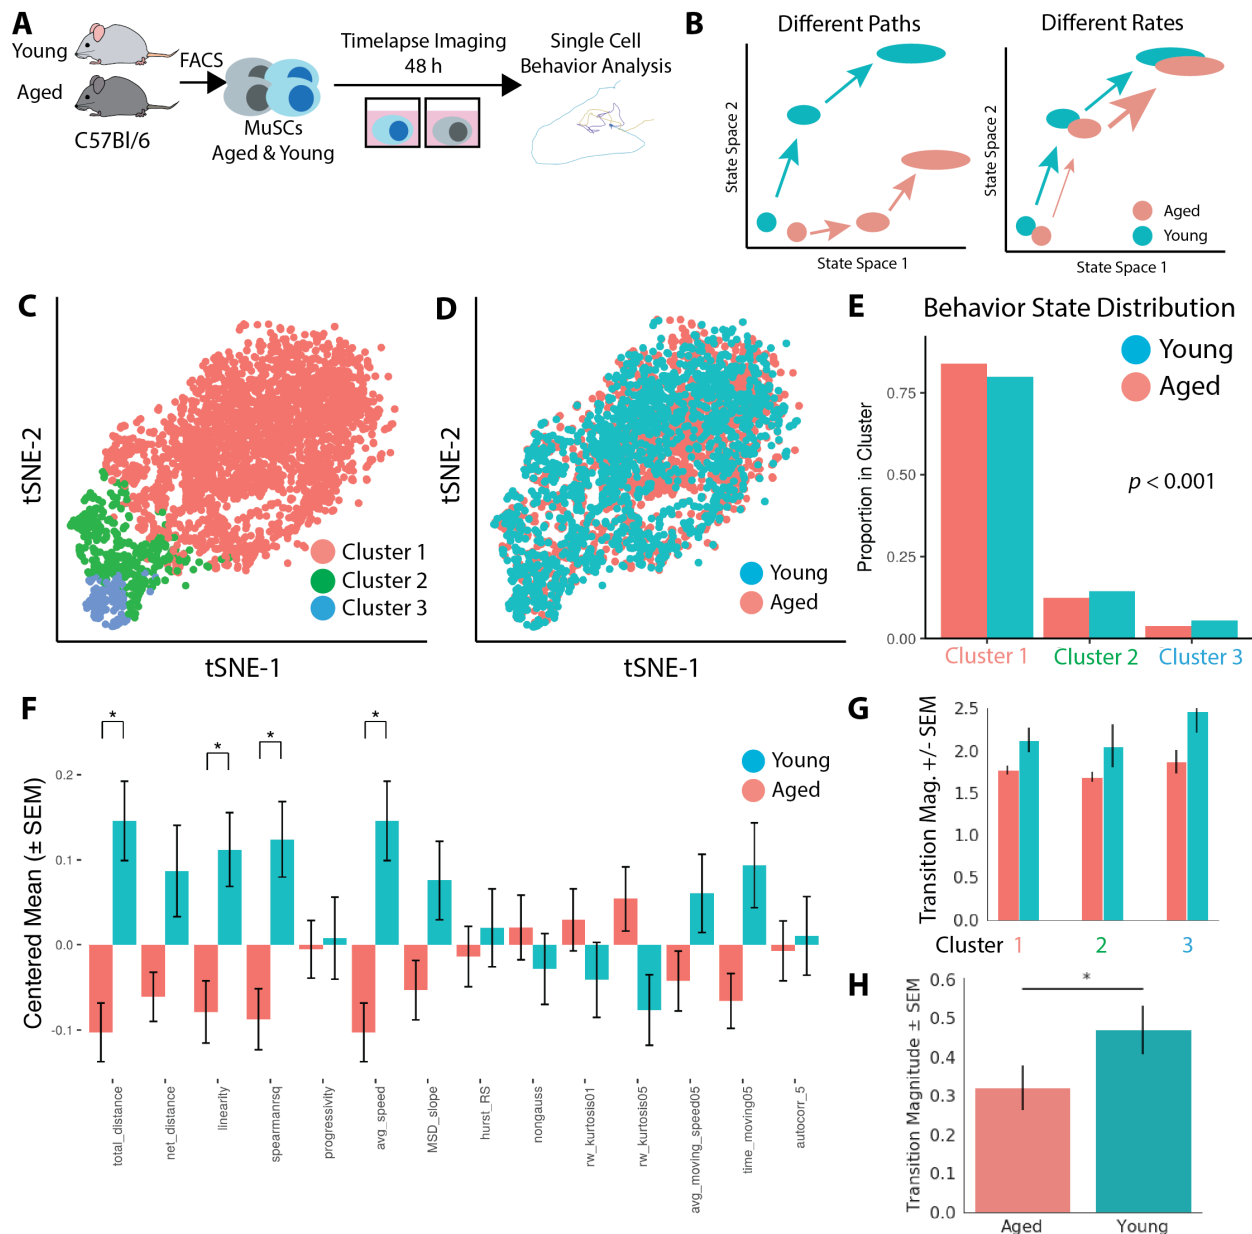 A
Young
Aged
C57Bl/6
FACS
MuSCs
Aged & Young
Timelapse Imaging
48 h
Single Cell
Behavior Analysis
B
Different Paths
State Space 2
State Space 1
Different Rates
State Space 2
State Space 1
Aged
Young
C
tSNE-2
tSNE-1
Cluster 1
Cluster 2
Cluster 3
D
tSNE-2
tSNE-1
Young
Aged
E
Behavior State Distribution
Young
Aged
p < 0.001
Proportion in Cluster
0.75
0.50
0.25
0.00
Cluster 1
Cluster 2
Cluster 3
F
Centered Mean (± SEM)
0.2
0.1
0.0
-0.1
*
*
*
*
Young
Aged
total_distance
net_distance
linearity
spearmanrsq
progressivity
avg_speed
MSD_slope
hurst_RS
nongauss
rw_kurtosis01
rw_kurtosis05
avg_moving_speed05
time_moving05
autocorr_5
G
Transition Mag. +/- SEM
2.5
2.0
1.5
1.0
0.5
0.0
Cluster 1 2 3
H
Transition Magnitude ± SEM
0.6
0.5
0.4
0.3
0.2
0.1
0.0
*
Aged
Young